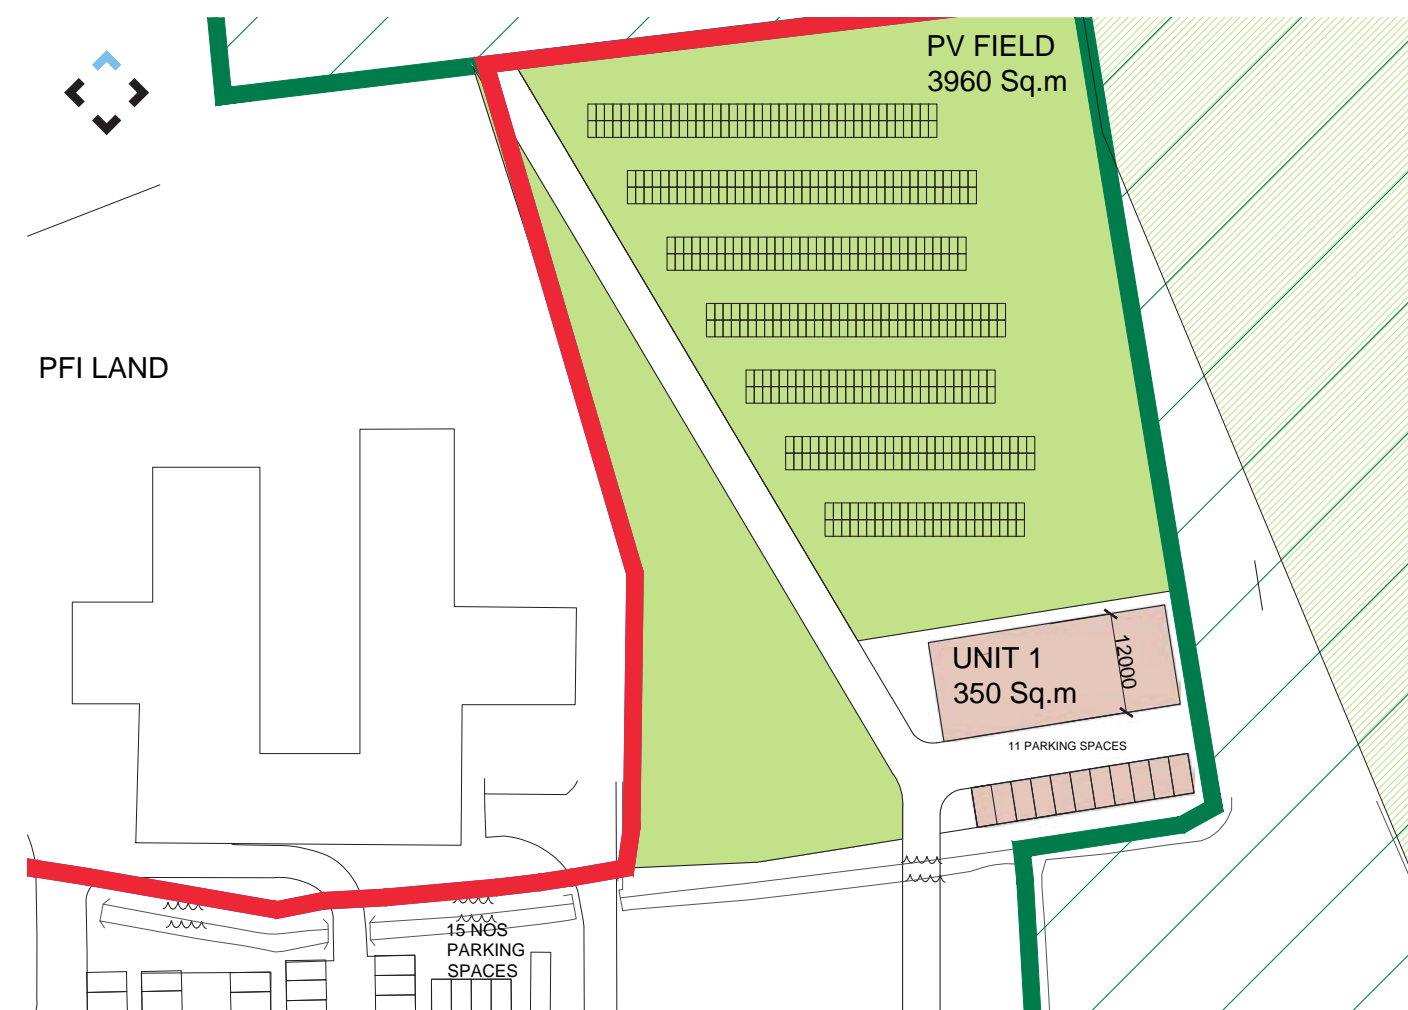 PV FIELD
3960 Sq.m
PFI LAND
UNIT 1
350 Sq.m
12000
11 PARKING SPACES
15 NOS
PARKING
SPACES